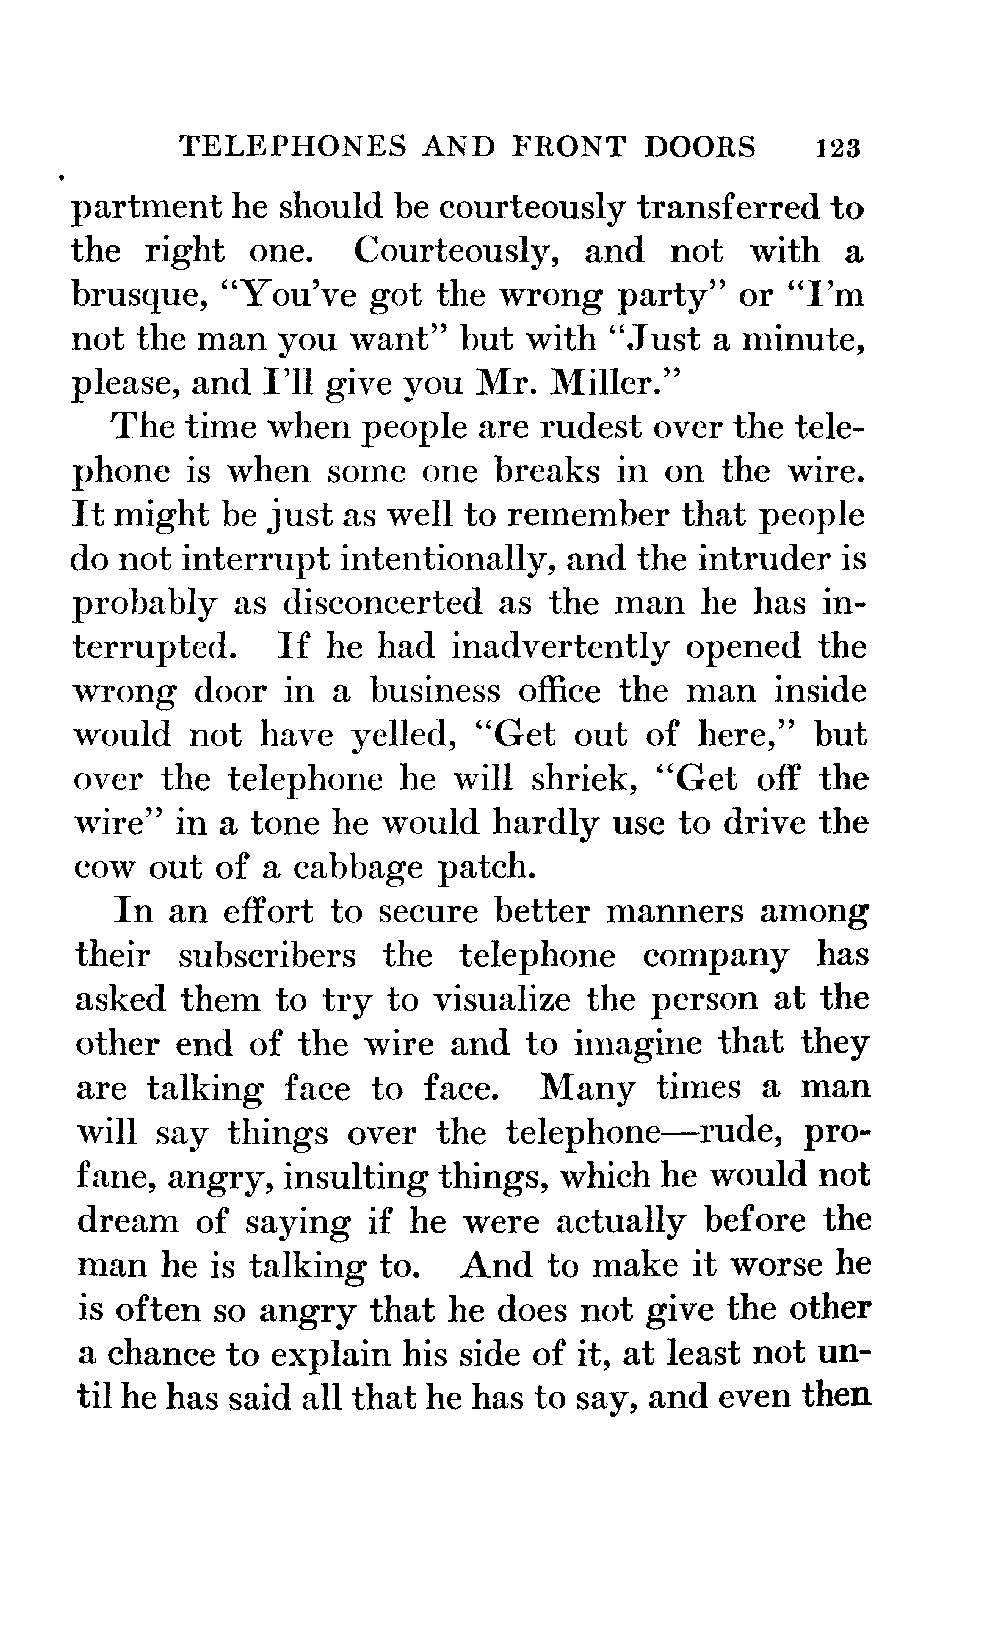 TELEPHONES AND FRONT DOORS 123
partment he should be courteously transferred to
the right one. Courteously, and not with a
brusque, “You’ve got the wrong party” or “I’m
not the man you want” but with “Just a minute,
please, and I’ll give you Mr. Miller.”
The time when people are rudest over the tele-
phone is when some one breaks in on the wire.
It might be just as well to remember that people
do not interrupt intentionally, and the intruder is
probably as disconcerted as the man he has in-
terrupted. If he had inadvertently opened the
wrong door in a business office the man inside
would not have yelled, “Get out of here,” but
over the telephone he will shriek, “Get off the
wire” in a tone he would hardly use to drive the
cow out of a cabbage patch.
In an effort to secure better manners among
their subscribers the telephone company has
asked them to try to visualize the person at the
other end of the wire and to imagine that they
are talking face to face. Many times a man
will say things over the telephone—rude, pro-
fane, angry, insulting things, which he would not
dream of saying if he were actually before the
man he is talking to. And to make it worse he
is often so angry that he does not give the other
a chance to explain his side of it, at least not un-
til he has said all that he has to say, and even then